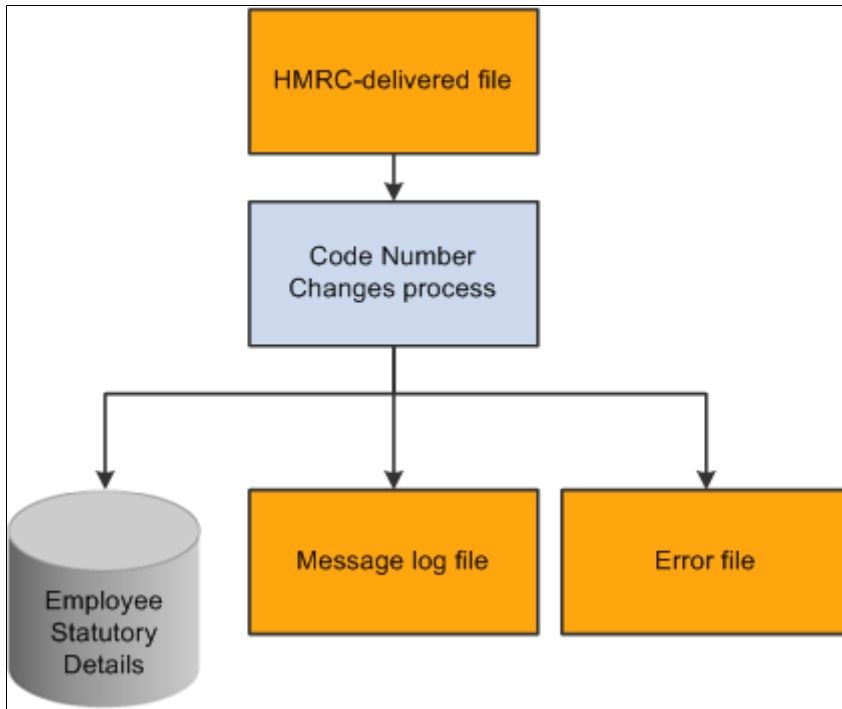 HMRC-delivered file
Code Number
Changes process
Employee
Statutory
Details
Message log file
Error file